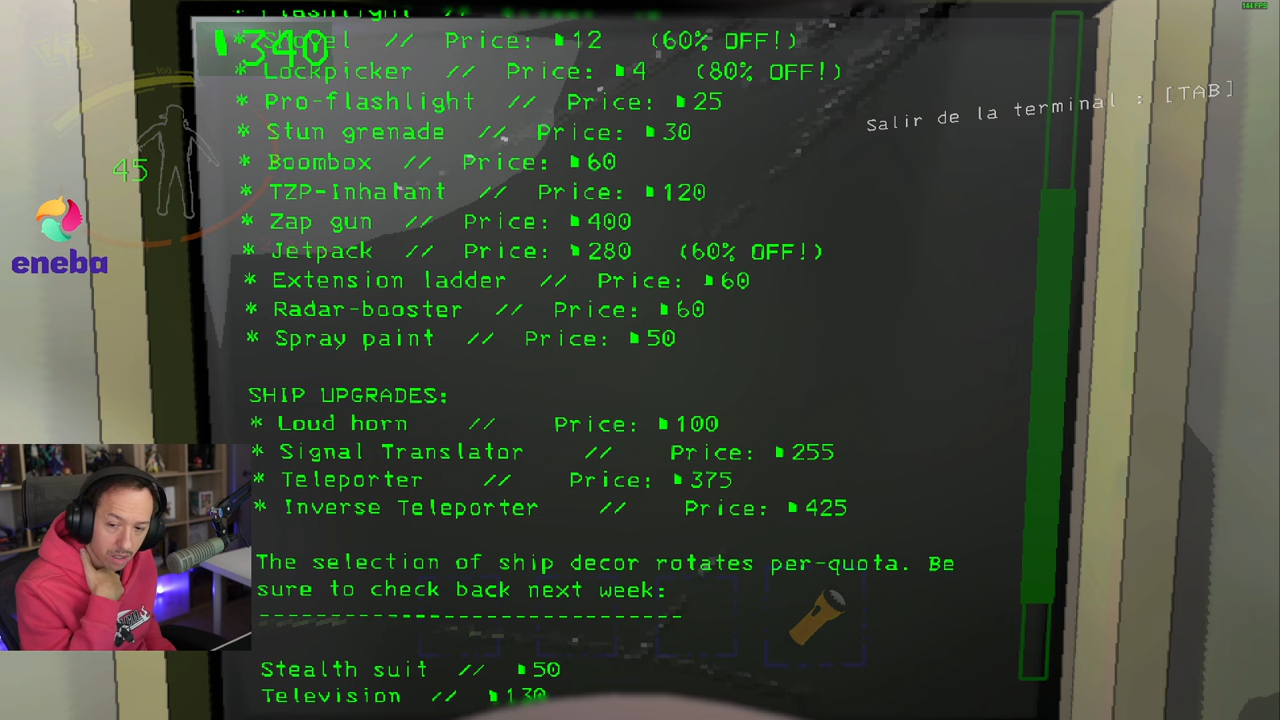 * Flashlight //
340
* Shovel // Price: 12 (60% OFF!)
* Lockpicker // Price: 4 (80% OFF!)
* Pro-flashlight // Price: 25
* Stun grenade // Price: 30
* Boombox // Price: 60
* TZP-Inhalant // Price: 120
* Zap gun // Price: 400
* Jetpack // Price: 280 (60% OFF!)
* Extension ladder // Price: 60
* Radar-booster // Price: 60
* Spray paint // Price: 50
SHIP UPGRADES:
* Loud horn // Price: 100
* Signal Translator // Price: 255
* Teleporter // Price: 375
* Inverse Teleporter // Price: 425
The selection of ship decor rotates per-quota. Be
sure to check back next week:
------------------------------
Stealth suit // 50
Television // 130
Salir de la terminal : [TAB]
144 FPS
100
45
eneba